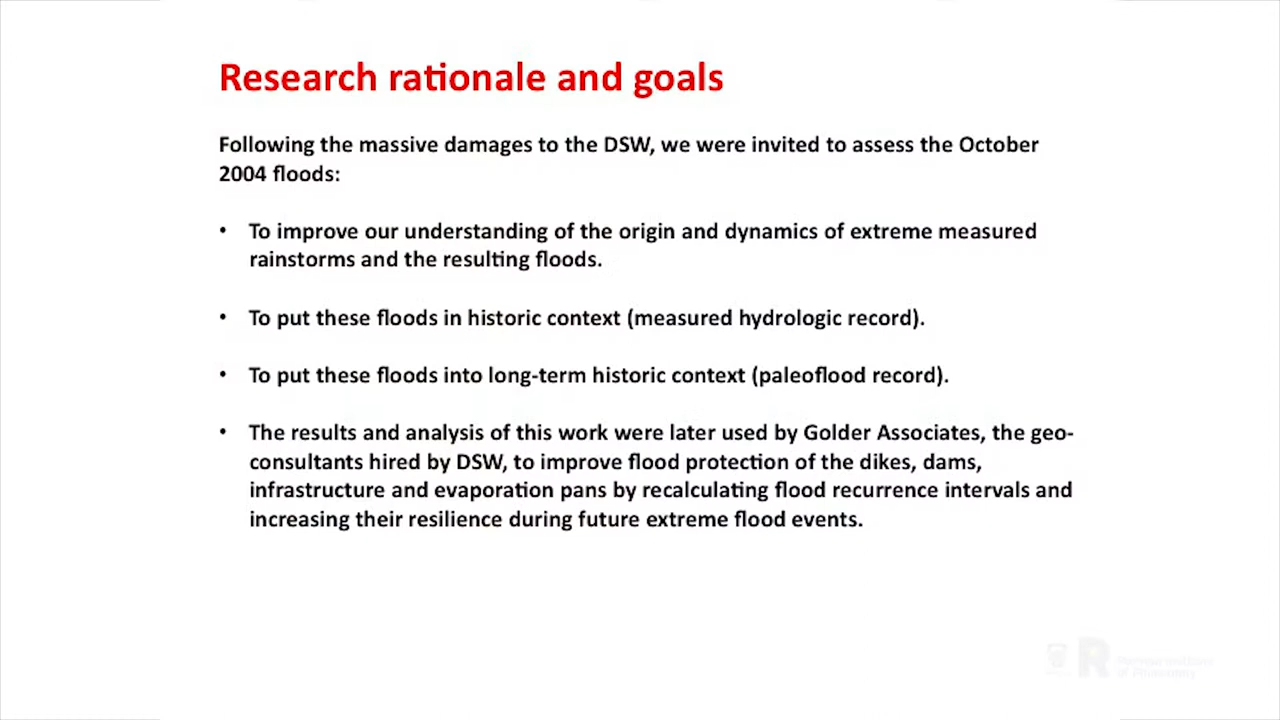 Research rationale and goals
Following the massive damages to the DSW, we were invited to assess the October
2004 floods:
• To improve our understanding of the origin and dynamics of extreme measured
rainstorms and the resulting floods.
• To put these floods in historic context (measured hydrologic record).
• To put these floods into long-term historic context (paleoflood record).
• The results and analysis of this work were later used by Golder Associates, the geo-
consultants hired by DSW, to improve flood protection of the dikes, dams,
infrastructure and evaporation pans by recalculating flood recurrence intervals and
increasing their resilience during future extreme flood events.
R